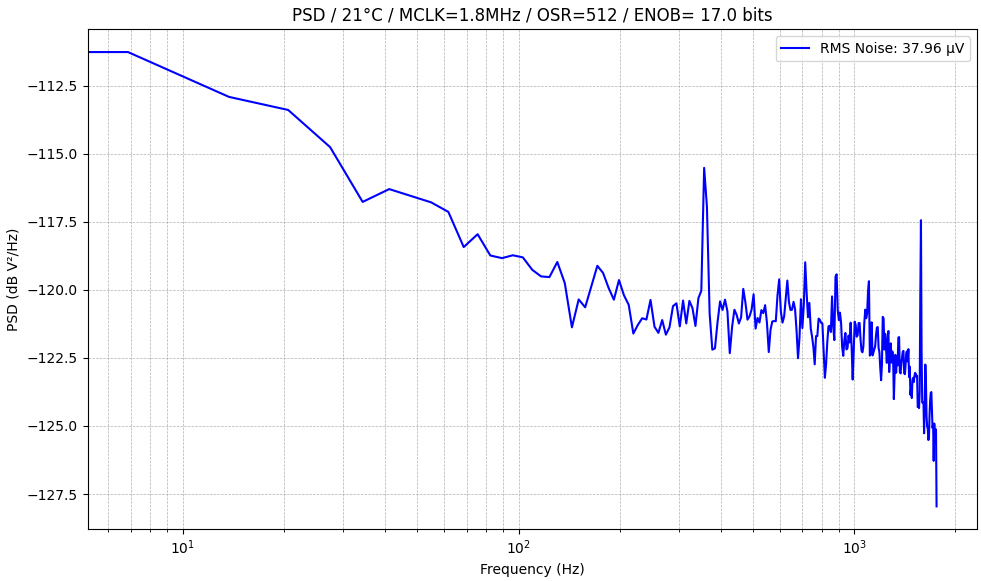 PSD / 21°C / MCLK=1.8MHz / OSR=512 / ENOB= 17.0 bits
RMS Noise: 37.96 µV
PSD (dB V²/Hz)
−112.5
−115.0
−117.5
−120.0
−122.5
−125.0
−127.5
10¹ 10² 10³
Frequency (Hz)